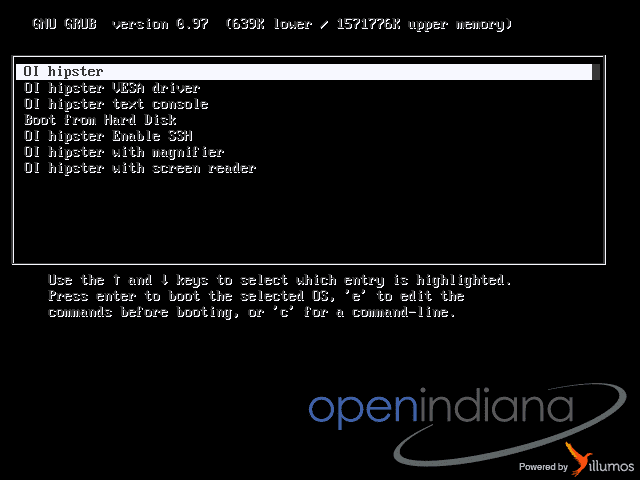 GNU GRUB  version 0.97  (639K lower / 1571776K upper memory)
OI hipster
OI hipster VESA driver
OI hipster text console
Boot from Hard Disk
OI hipster Enable SSH
OI hipster with magnifier
OI hipster with screen reader
Use the ↑ and ↓ keys to select which entry is highlighted.
Press enter to boot the selected OS, 'e' to edit the
commands before booting, or 'c' for a command-line.
openindiana
Powered by illumos